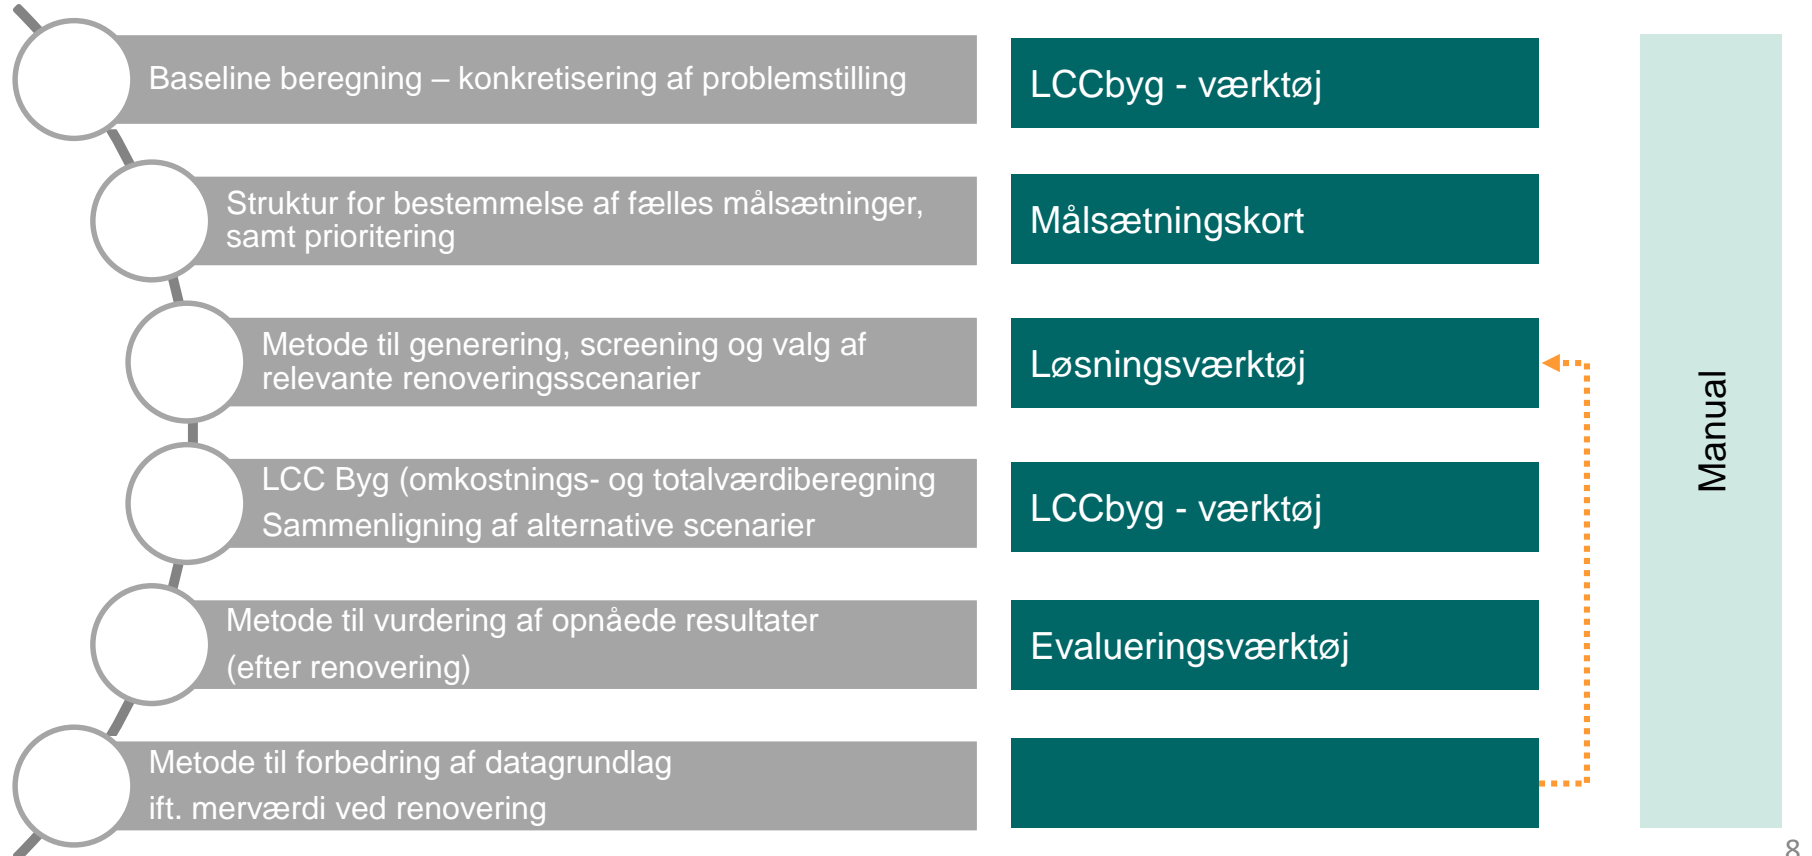 Baseline beregning – konkretisering af problemstilling
LCCbyg - værktøj
Struktur for bestemmelse af fælles målsætninger,
samt prioritering
Målsætningskort
Metode til generering, screening og valg af
relevante renoveringsscenarier
Løsningsværktøj
LCC Byg (omkostnings- og totalværdiberegning
Sammenligning af alternative scenarier
LCCbyg - værktøj
Metode til vurdering af opnåede resultater
(efter renovering)
Evalueringsværktøj
Metode til forbedring af datagrundlag
ift. merværdi ved renovering
Manual
8